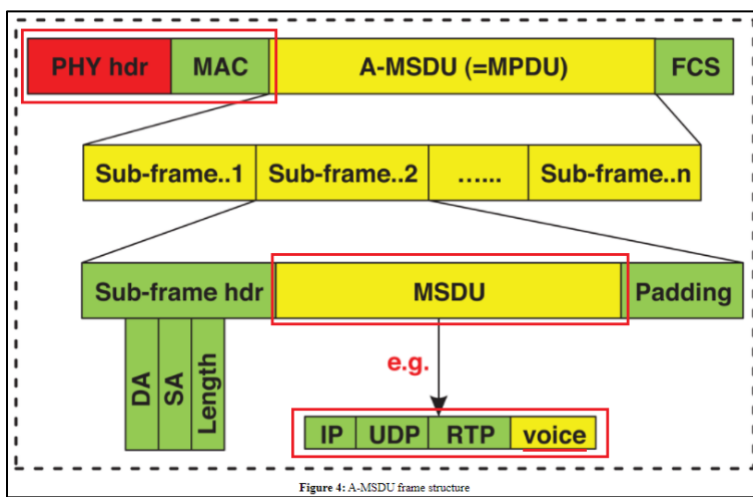 PHY hdr MAC A-MSDU (=MPDU) FCS
Sub-frame..1 Sub-frame..2 ...... Sub-frame..n
Sub-frame hdr MSDU Padding
DA SA Length
e.g.
IP UDP RTP voice
Figure 4: A-MSDU frame structure